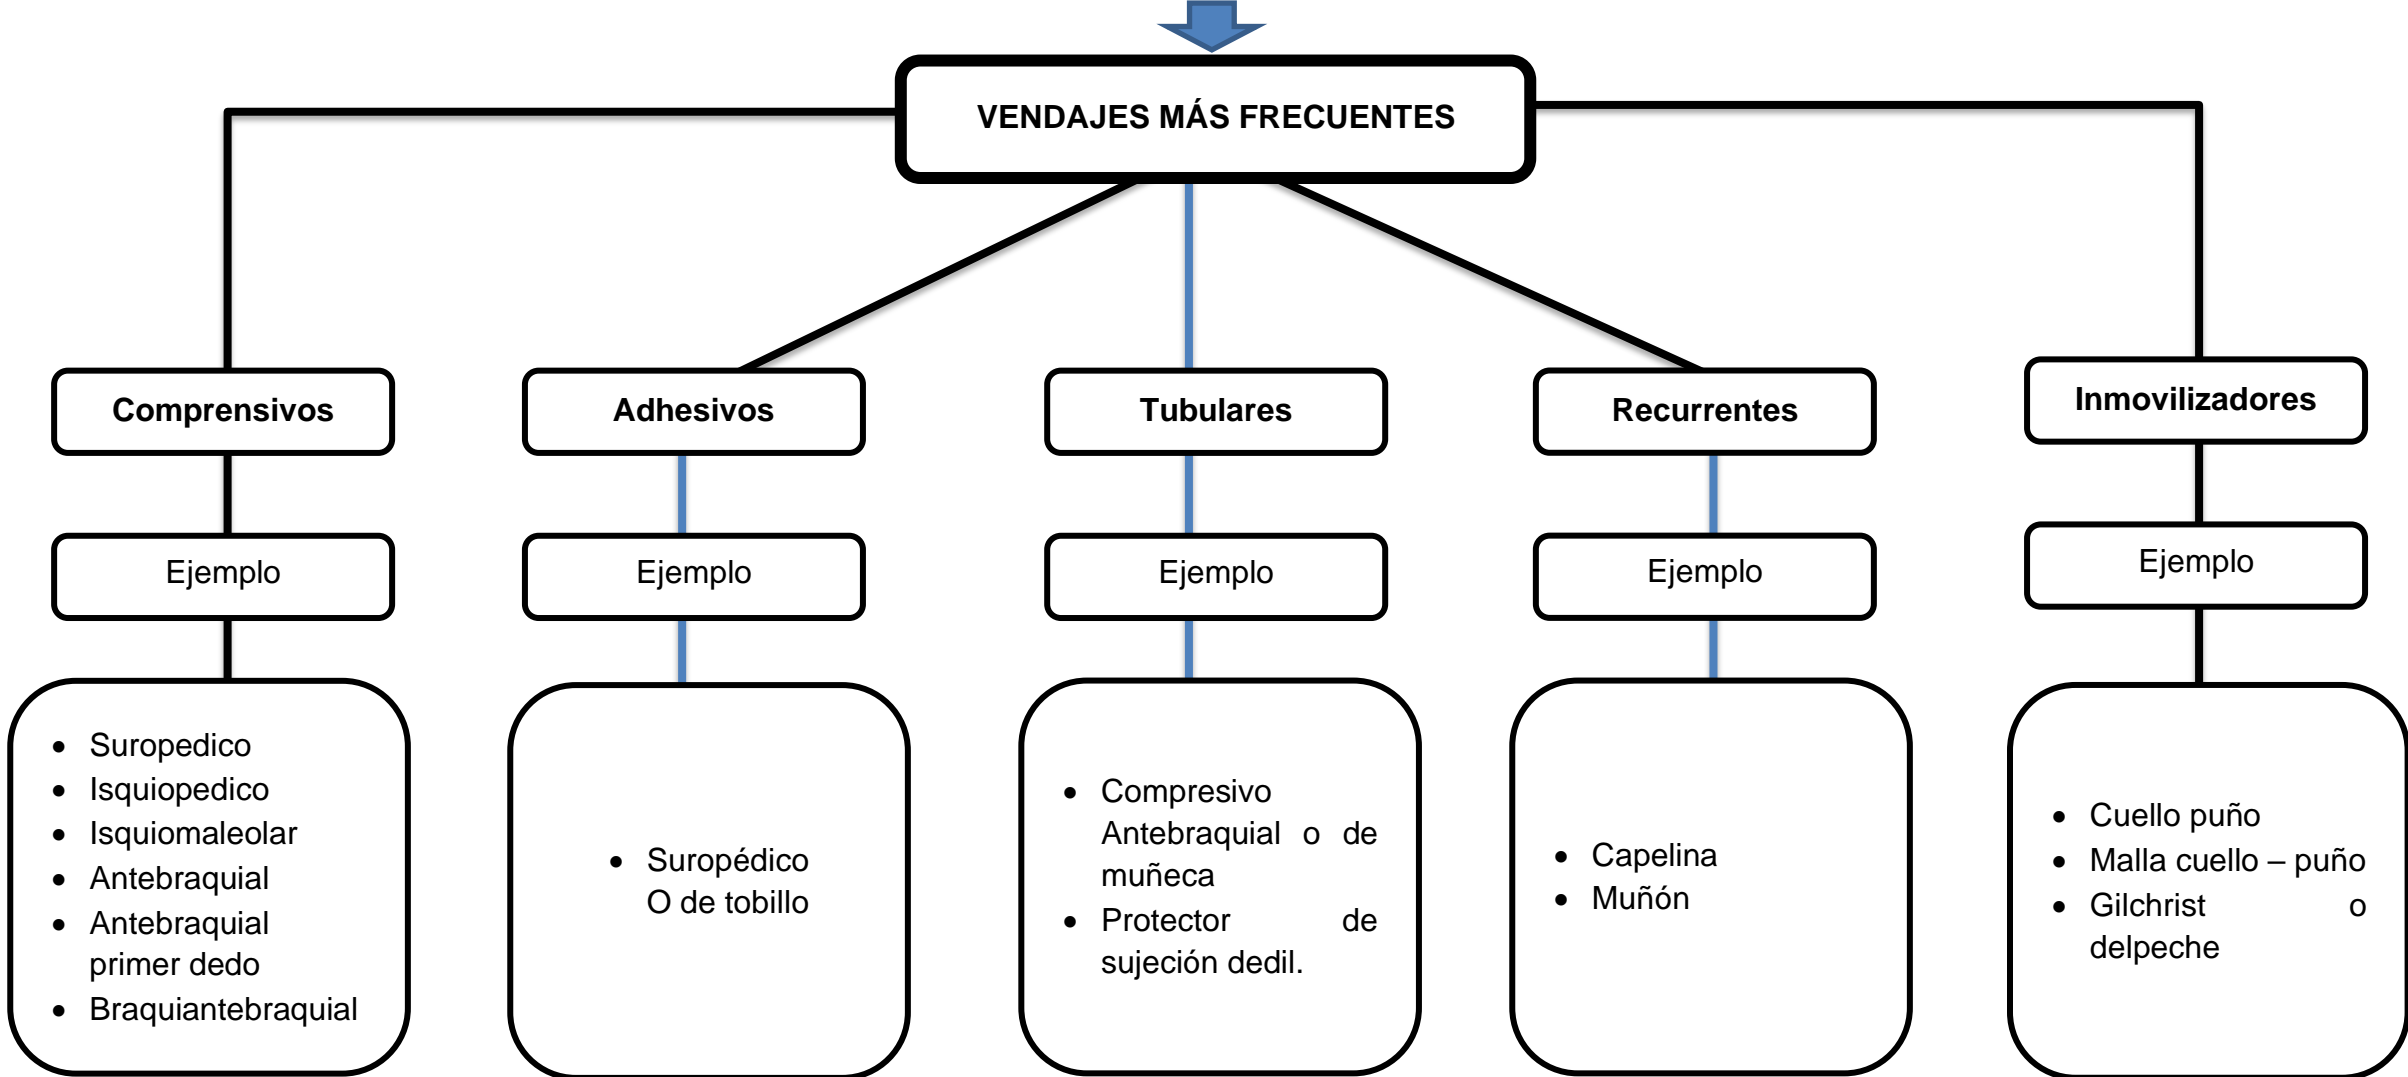 VENDAJES MÁS FRECUENTES
Comprensivos
Adhesivos
Tubulares
Recurrentes
Inmovilizadores
Ejemplo
Ejemplo
Ejemplo
Ejemplo
Ejemplo
• Suropedico
• Isquiopedico
• Isquiomaleolar
• Antebraquial
• Antebraquial
primer dedo
• Braquiantebraquial
• Suropédico
O de tobillo
• Compresivo
Antebraquial o de
muñeca
• Protector de
sujeción dedil.
• Capelina
• Muñón
• Cuello puño
• Malla cuello – puño
• Gilchrist o
delpeche